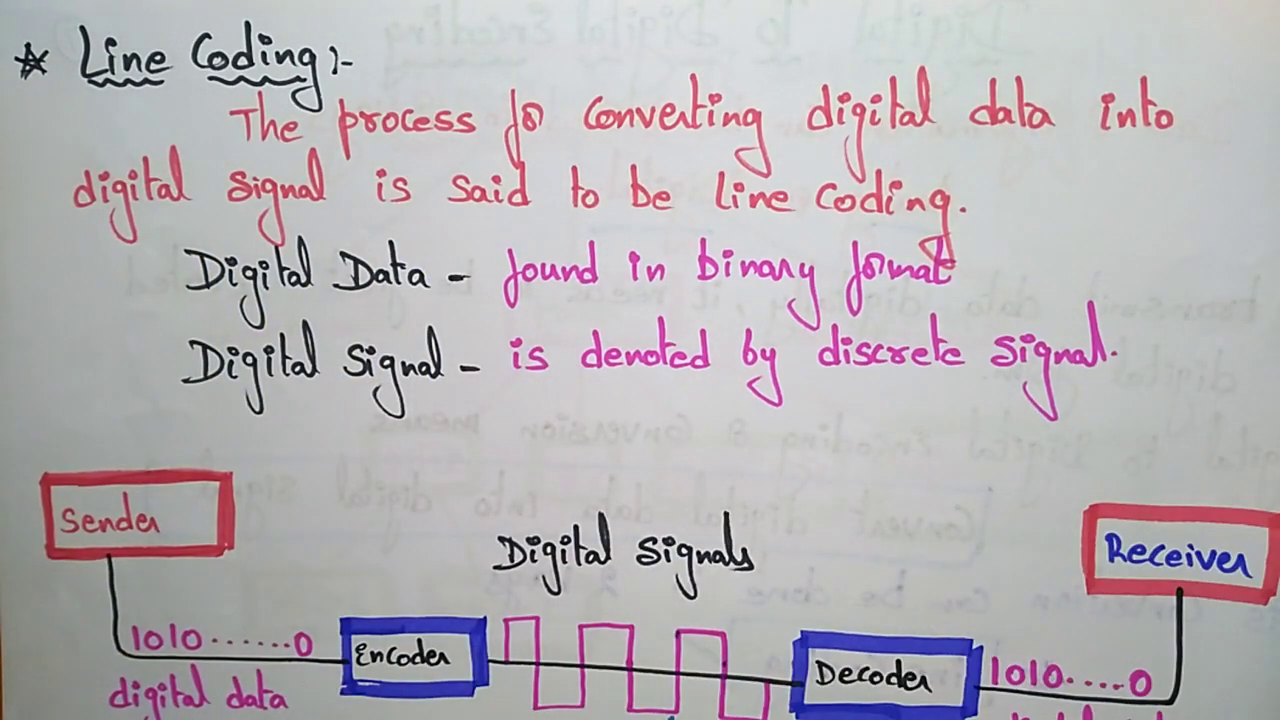 * Line Coding :-
The process for converting digital data into
digital signal is said to be Line Coding.
Digital Data - found in binary format
Digital Signal - is denoted by discrete signal.
Sender
Digital Signals
Receiver
1010.......0
Encoder
Decoder
1010.....0
digital data